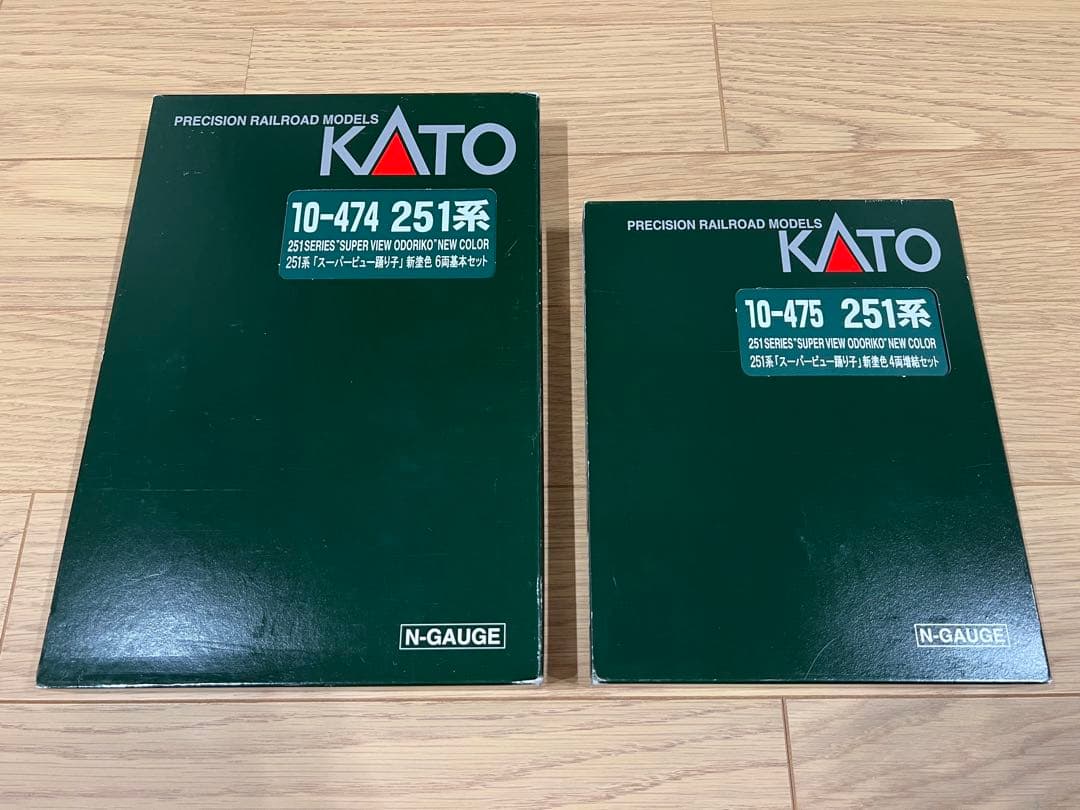 PRECISION RAILROAD MODELS
KATO
10-474 251系
251 SERIES "SUPER VIEW ODORIKO" NEW COLOR
251系「スーパービュー踊り子」新塗色 6両基本セット
N-GAUGE
PRECISION RAILROAD MODELS
KATO
10-475 251系
251 SERIES "SUPER VIEW ODORIKO" NEW COLOR
251系「スーパービュー踊り子」新塗色 4両増結セット
N-GAUGE